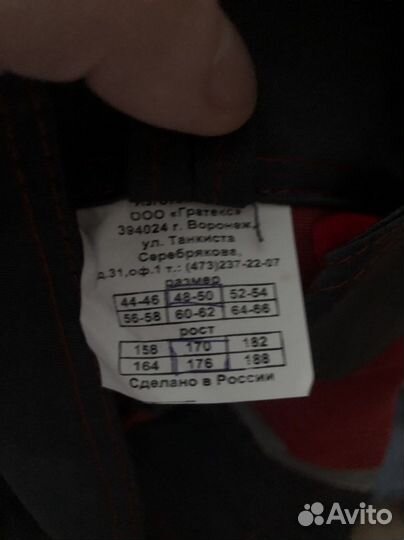 ООО «Гратекс»
394024 г. Воронеж,
ул. Танкиста
Серебрякова,
д.31,оф.1 т.: (473)237-22-07
размер
44-46 48-50 52-54
56-58 60-62 64-66
рост
158 170 182
164 176 188
Сделано в России
Avito